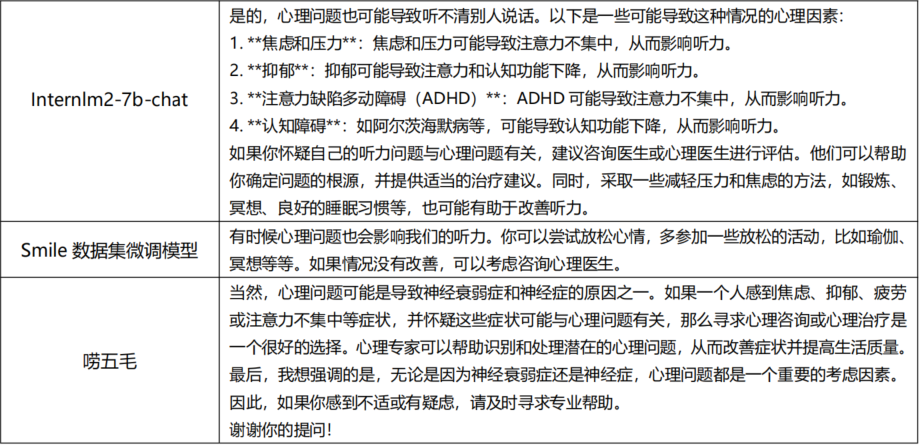 Internlm2-7b-chat
是的，心理问题也可能导致听不清别人说话。以下是一些可能导致这种情况的心理因素：
1. **焦虑和压力**：焦虑和压力可能导致注意力不集中，从而影响听力。
2. **抑郁**：抑郁可能导致注意力和认知功能下降，从而影响听力。
3. **注意力缺陷多动障碍（ADHD）**：ADHD 可能导致注意力不集中，从而影响听力。
4. **认知障碍**：如阿尔茨海默病等，可能导致认知功能下降，从而影响听力。
如果你怀疑自己的听力问题与心理问题有关，建议咨询医生或心理医生进行评估。他们可以帮助
你确定问题的根源，并提供适当的治疗建议。同时，采取一些减轻压力和焦虑的方法，如锻炼、
冥想、良好的睡眠习惯等，也可能有助于改善听力。
Smile 数据集微调模型
有时候心理问题也会影响我们的听力。你可以尝试放松心情，多参加一些放松的活动，比如瑜伽、
冥想等等。如果情况没有改善，可以考虑咨询心理医生。
唠五毛
当然，心理问题可能是导致神经衰弱症和神经症的原因之一。如果一个人感到焦虑、抑郁、疲劳
或注意力不集中等症状，并怀疑这些症状可能与心理问题有关，那么寻求心理咨询或心理治疗是
一个很好的选择。心理专家可以帮助识别和处理潜在的心理问题，从而改善症状并提高生活质量。
最后，我想强调的是，无论是因为神经衰弱症还是神经症，心理问题都是一个重要的考虑因素。
因此，如果你感到不适或有疑虑，请及时寻求专业帮助。
谢谢你的提问！